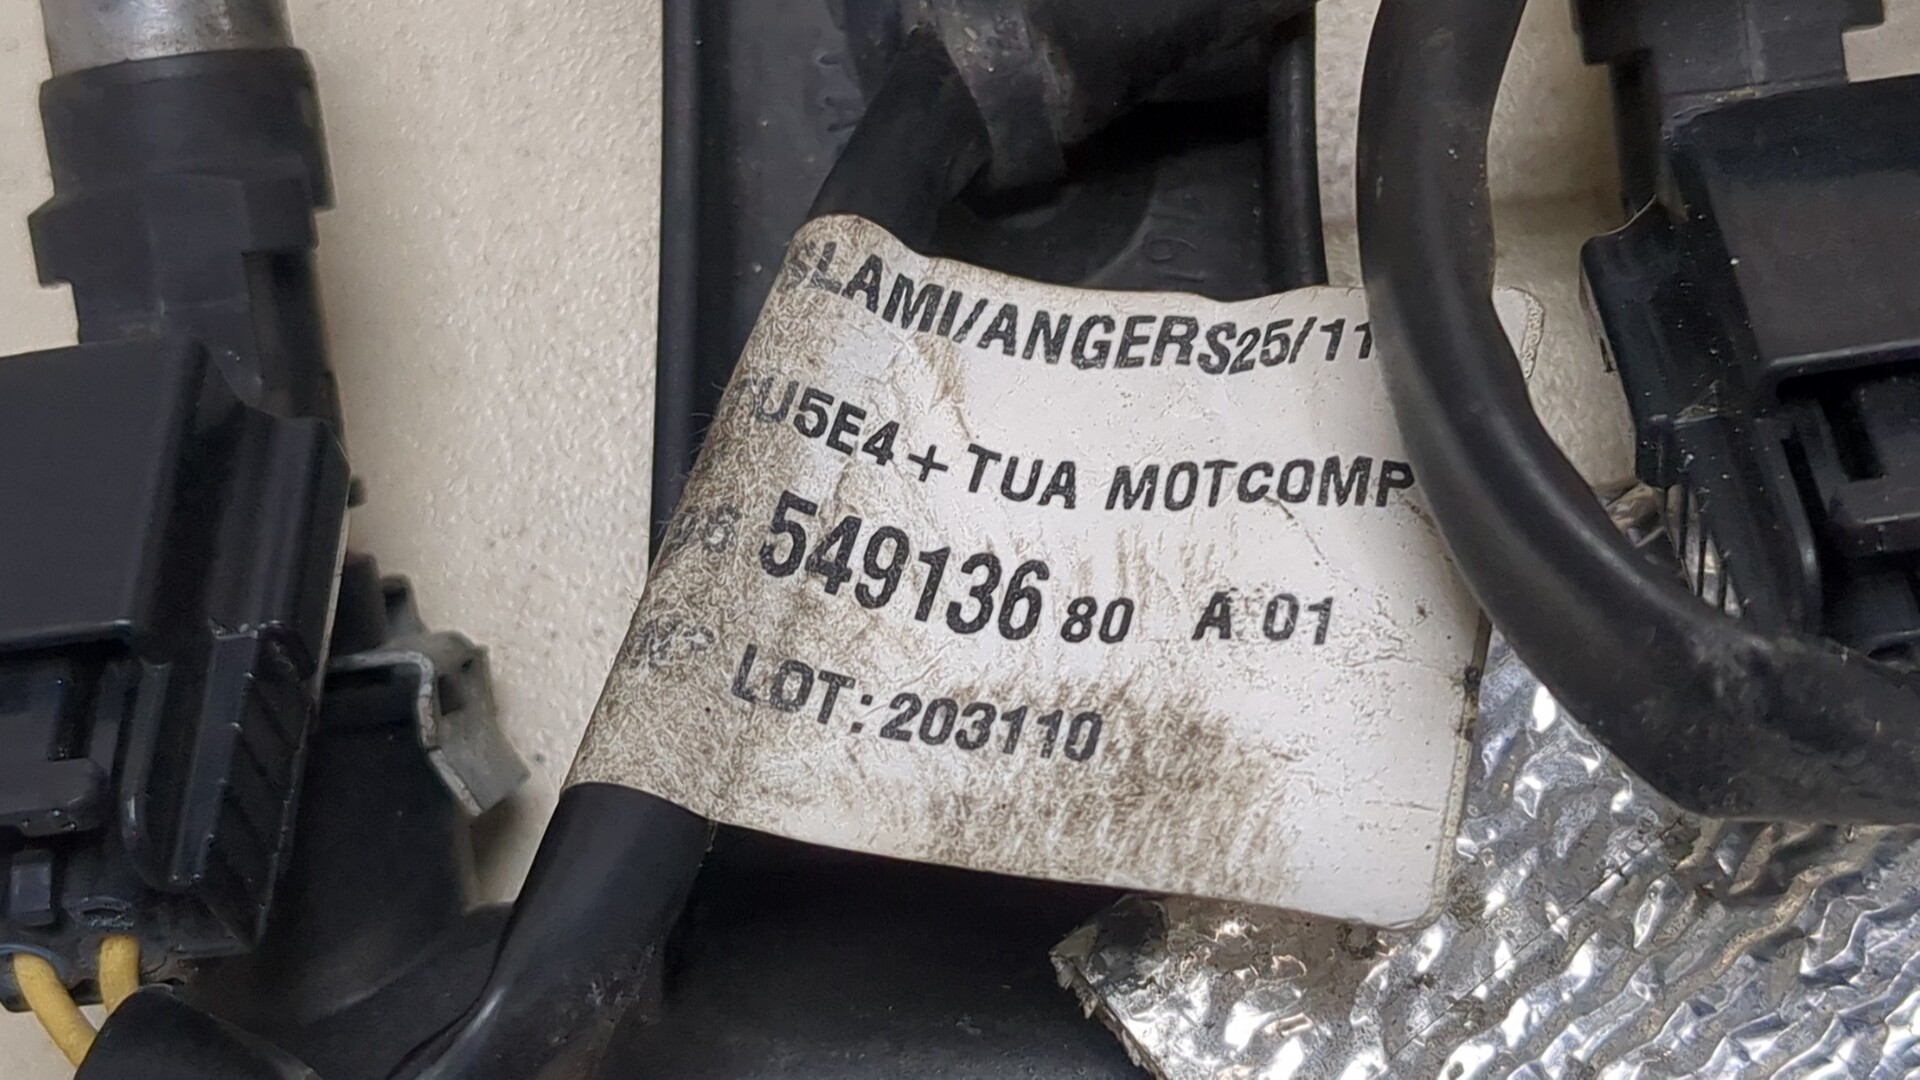 SLAMI/ANGERS25/11
TU5E4+TUA MOTCOMP
549136 80 A 01
LOT:203110